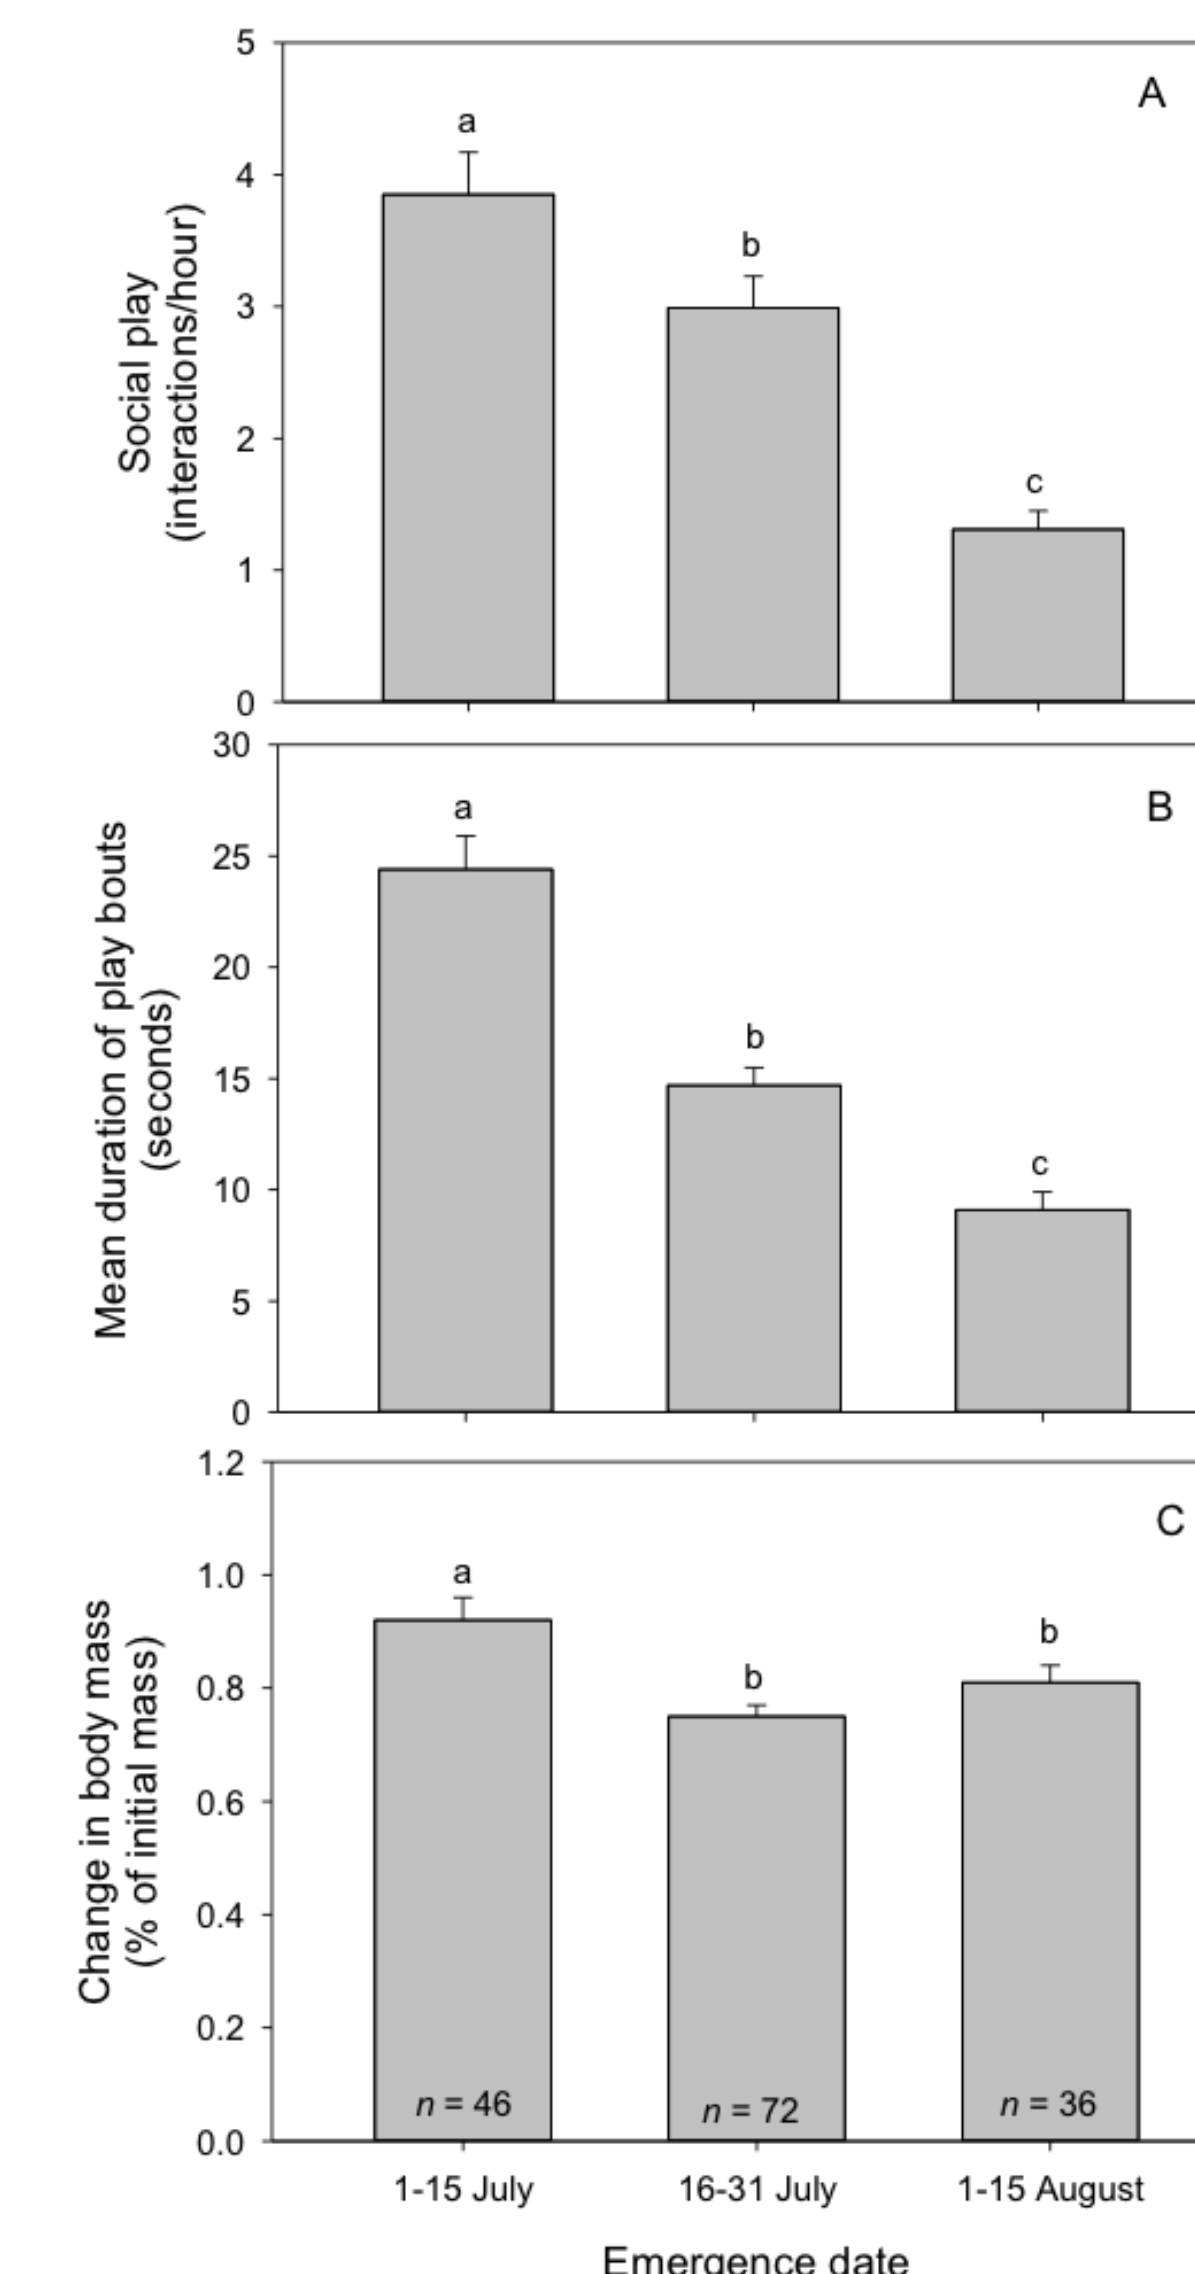 5
A
a
4
b
3
Social play
(interactions/hour)
2
c
1
0
30
B
a
25
20
Mean duration of play bouts
(seconds)
b
15
c
10
5
0
1.2
C
1.0
a
b
0.8
b
Change in body mass
(% of initial mass)
0.6
0.4
0.2
n = 46
n = 72
n = 36
0.0
1-15 July
16-31 July
1-15 August
Emergence date